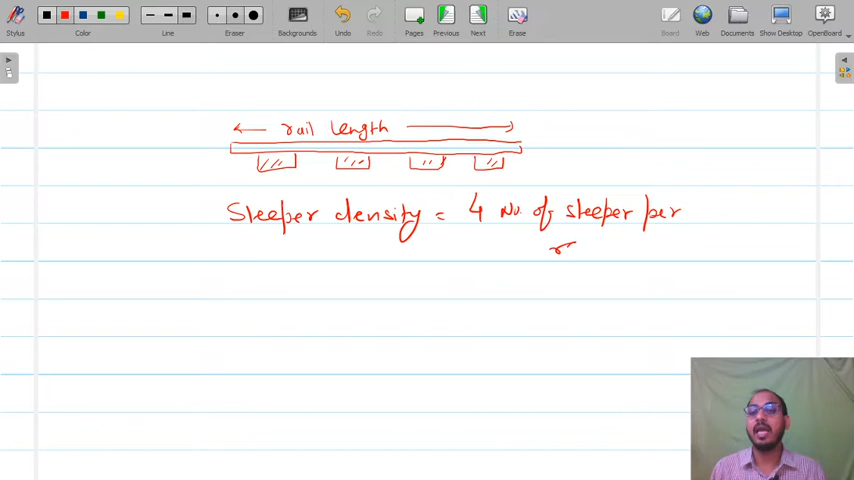 Stylus
Color
Line
Eraser
Backgrounds
Undo
Redo
Pages
Previous
Next
Erase
Board
Web
Documents
Show Desktop
OpenBoard
rail length
Sleeper density = 4 No. of sleeper per
r